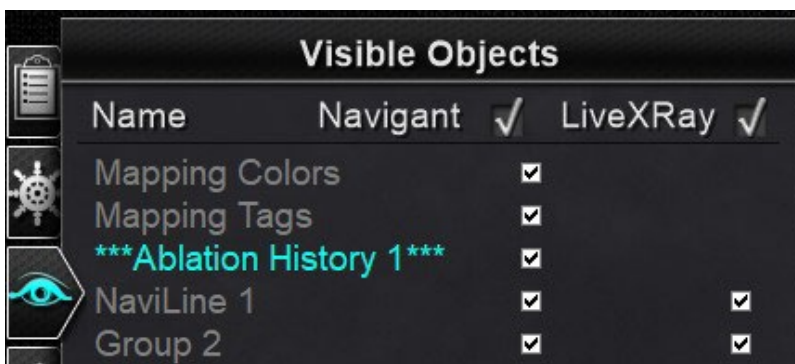 Visible Objects
Name Navigant LiveXRay
Mapping Colors
Mapping Tags
***Ablation History 1***
NaviLine 1
Group 2